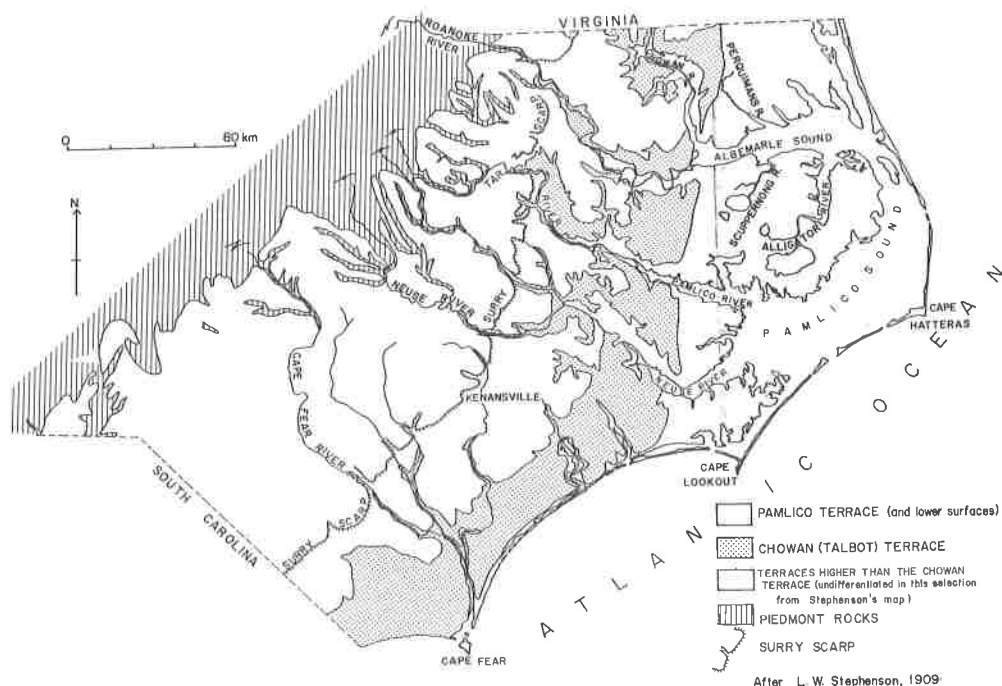 VIRGINIA
ROANOKE
RIVER
CHOWAN R.
PERQUIMANS R.
0 80 km
SCARP
ALBEMARLE SOUND
N
TAR
RIVER
SCUPPERNONG R.
ALLIGATOR
RIVER
NEUSE RIVER
SURRY
PAMLICO RIVER
PAMLICO SOUND
CAPE
HATTERAS
CAPE
FEAR RIVER
NEUSE RIVER
KENANSVILLE
ATLANTIC OCEAN
CAPE
LOOKOUT
SOUTH CAROLINA
SURRY SCARP
CAPE FEAR
PAMLICO TERRACE (and lower surfaces)
CHOWAN (TALBOT) TERRACE
TERRACES HIGHER THAN THE CHOWAN
TERRACE (undifferentiated in this selection
from Stephenson's map)
PIEDMONT ROCKS
SURRY SCARP
After L. W. Stephenson, 1909